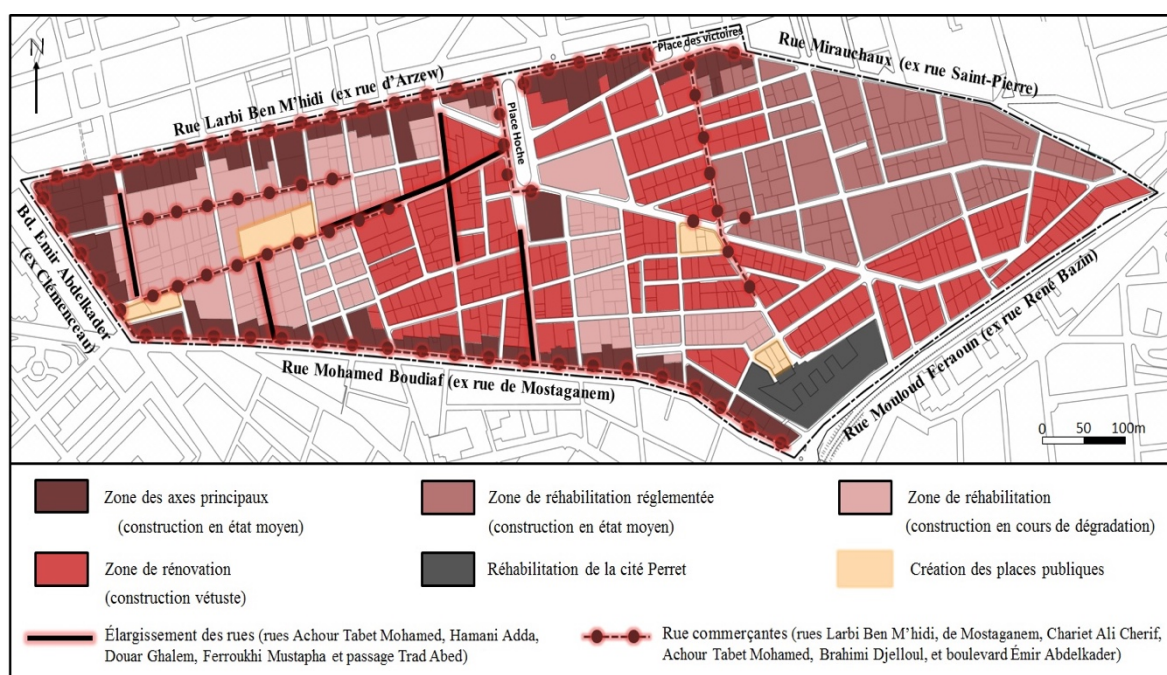 N
Place des victoires
Rue Mirauchaux (ex rue Saint-Pierre)
Rue Larbi Ben M'hidi (ex rue d'Arzew)
Place Hoche
Bd. Emir Abdelkader
(ex Clémenceau)
Rue Mohamed Boudiaf (ex rue de Mostaganem)
Rue Mouloud Feraoun (ex rue René Bazin)
0 50 100m
Zone des axes principaux
(construction en état moyen)
Zone de réhabilitation réglementée
(construction en état moyen)
Zone de réhabilitation
(construction en cours de dégradation)
Zone de rénovation
(construction vétuste)
Réhabilitation de la cité Perret
Création des places publiques
Élargissement des rues (rues Achour Tabet Mohamed, Hamani Adda,
Douar Ghalem, Ferroukhi Mustapha et passage Trad Abed)
Rue commerçantes (rues Larbi Ben M'hidi, de Mostaganem, Chariet Ali Cherif,
Achour Tabet Mohamed, Brahimi Djelloul, et boulevard Émir Abdelkader)